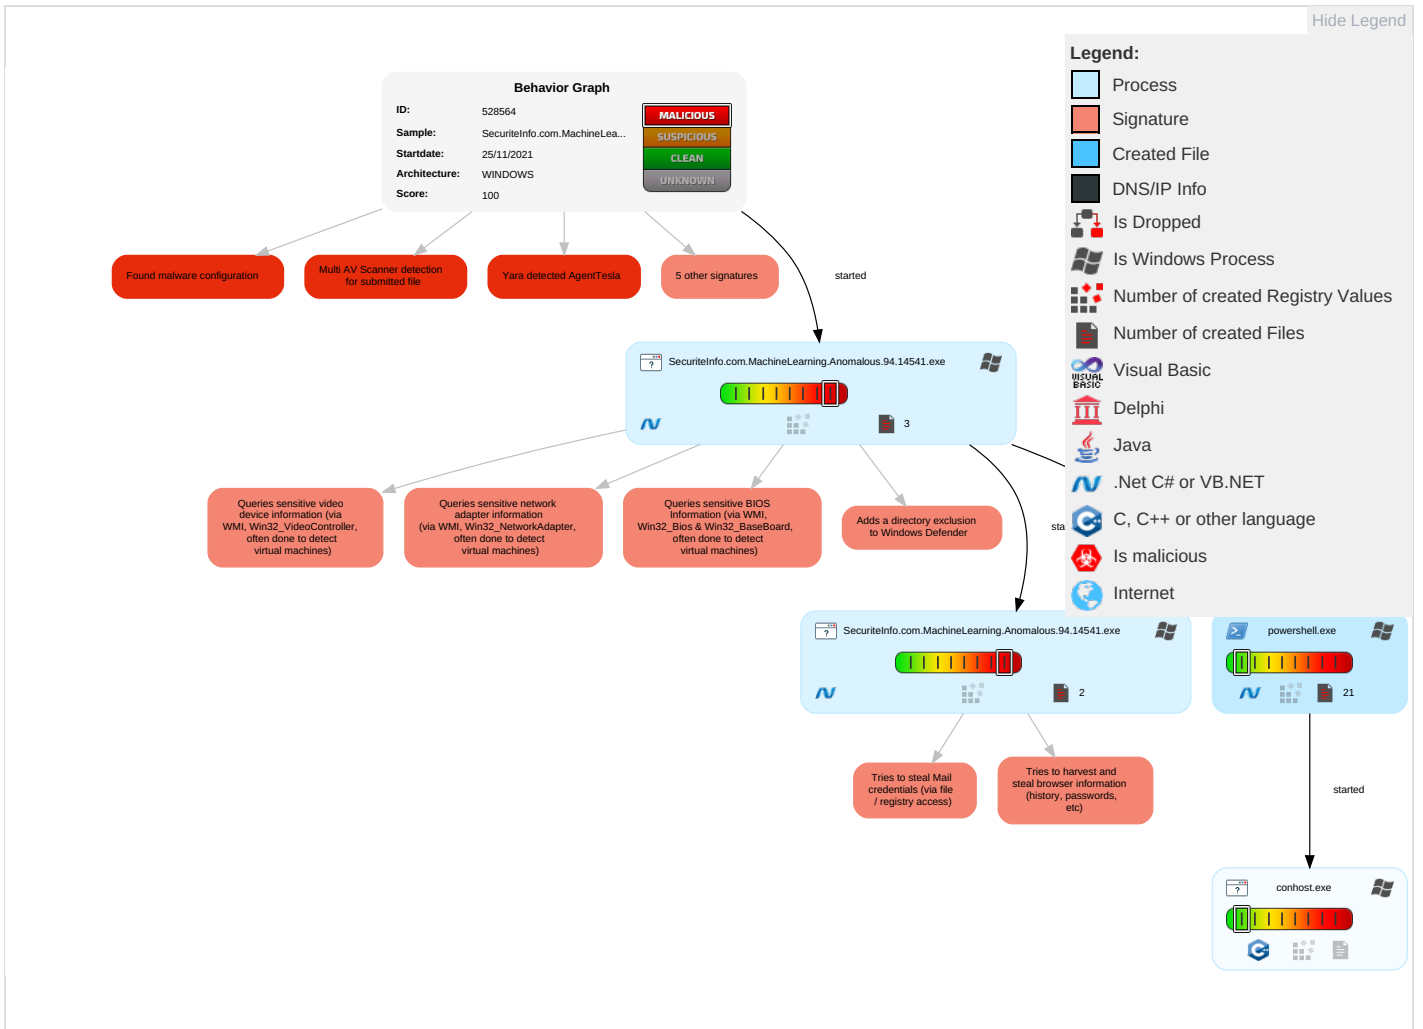 Hide Legend
Legend:
Process
Signature
Created File
DNS/IP Info
Is Dropped
Is Windows Process
Number of created Registry Values
Number of created Files
VISUAL
BASIC
Visual Basic
Delphi
Java
.Net C# or VB.NET
C, C++ or other language
Is malicious
Internet
Behavior Graph
ID:
528564
Sample:
SecuriteInfo.com.MachineLea...
Startdate:
25/11/2021
Architecture:
WINDOWS
Score:
100
MALICIOUS
SUSPICIOUS
CLEAN
UNKNOWN
Found malware configuration
Multi AV Scanner detection
for submitted file
Yara detected AgentTesla
5 other signatures
started
SecuriteInfo.com.MachineLearning.Anomalous.94.14541.exe
?
3
Queries sensitive video
device information (via
WMI, Win32_VideoController,
often done to detect
virtual machines)
Queries sensitive network
adapter information
(via WMI, Win32_NetworkAdapter,
often done to detect
virtual machines)
Queries sensitive BIOS
Information (via WMI,
Win32_Bios & Win32_BaseBoard,
often done to detect
virtual machines)
Adds a directory exclusion
to Windows Defender
sta
SecuriteInfo.com.MachineLearning.Anomalous.94.14541.exe
?
2
powershell.exe
21
Tries to steal Mail
credentials (via file
/ registry access)
Tries to harvest and
steal browser information
(history, passwords,
etc)
started
conhost.exe
?